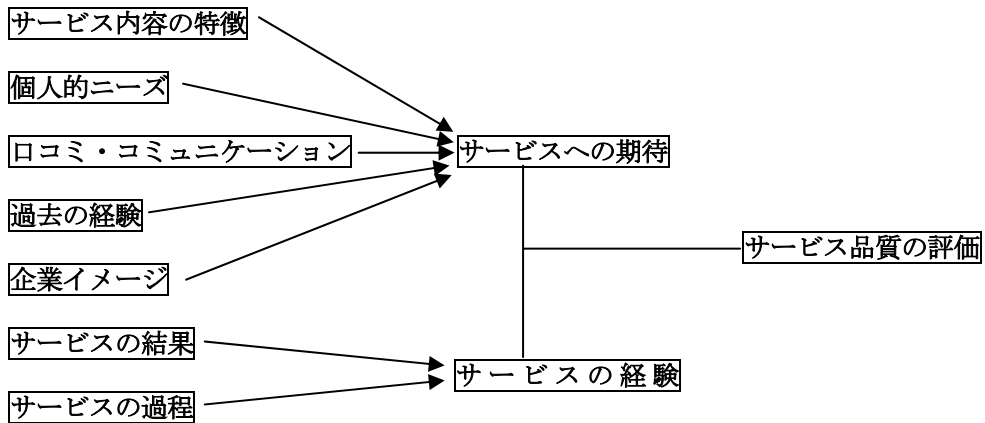 サービス内容の特徴
個人的ニーズ
口コミ・コミュニケーション
サービスへの期待
過去の経験
サービス品質の評価
企業イメージ
サービスの結果
サービスの経験
サービスの過程